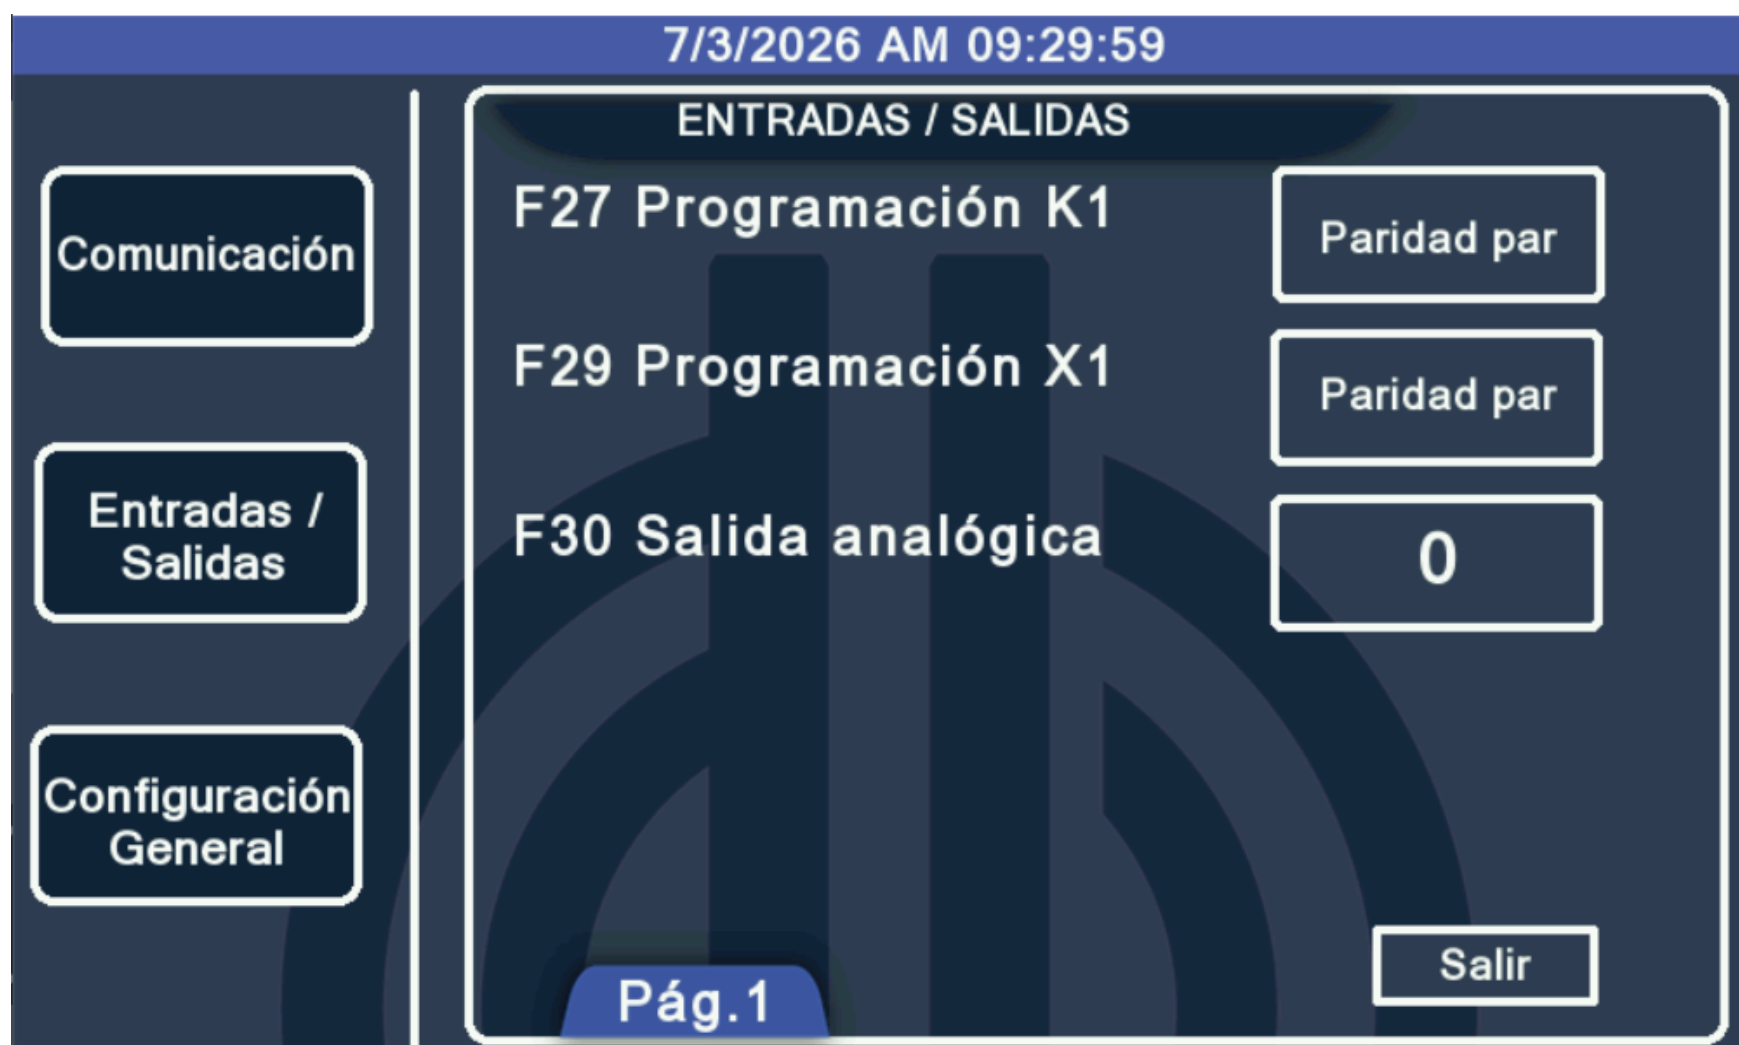 7/3/2026 AM 09:29:59
Comunicación
Entradas /
Salidas
Configuración
General
ENTRADAS / SALIDAS
F27 Programación K1
Paridad par
F29 Programación X1
Paridad par
F30 Salida analógica
0
Pág.1
Salir